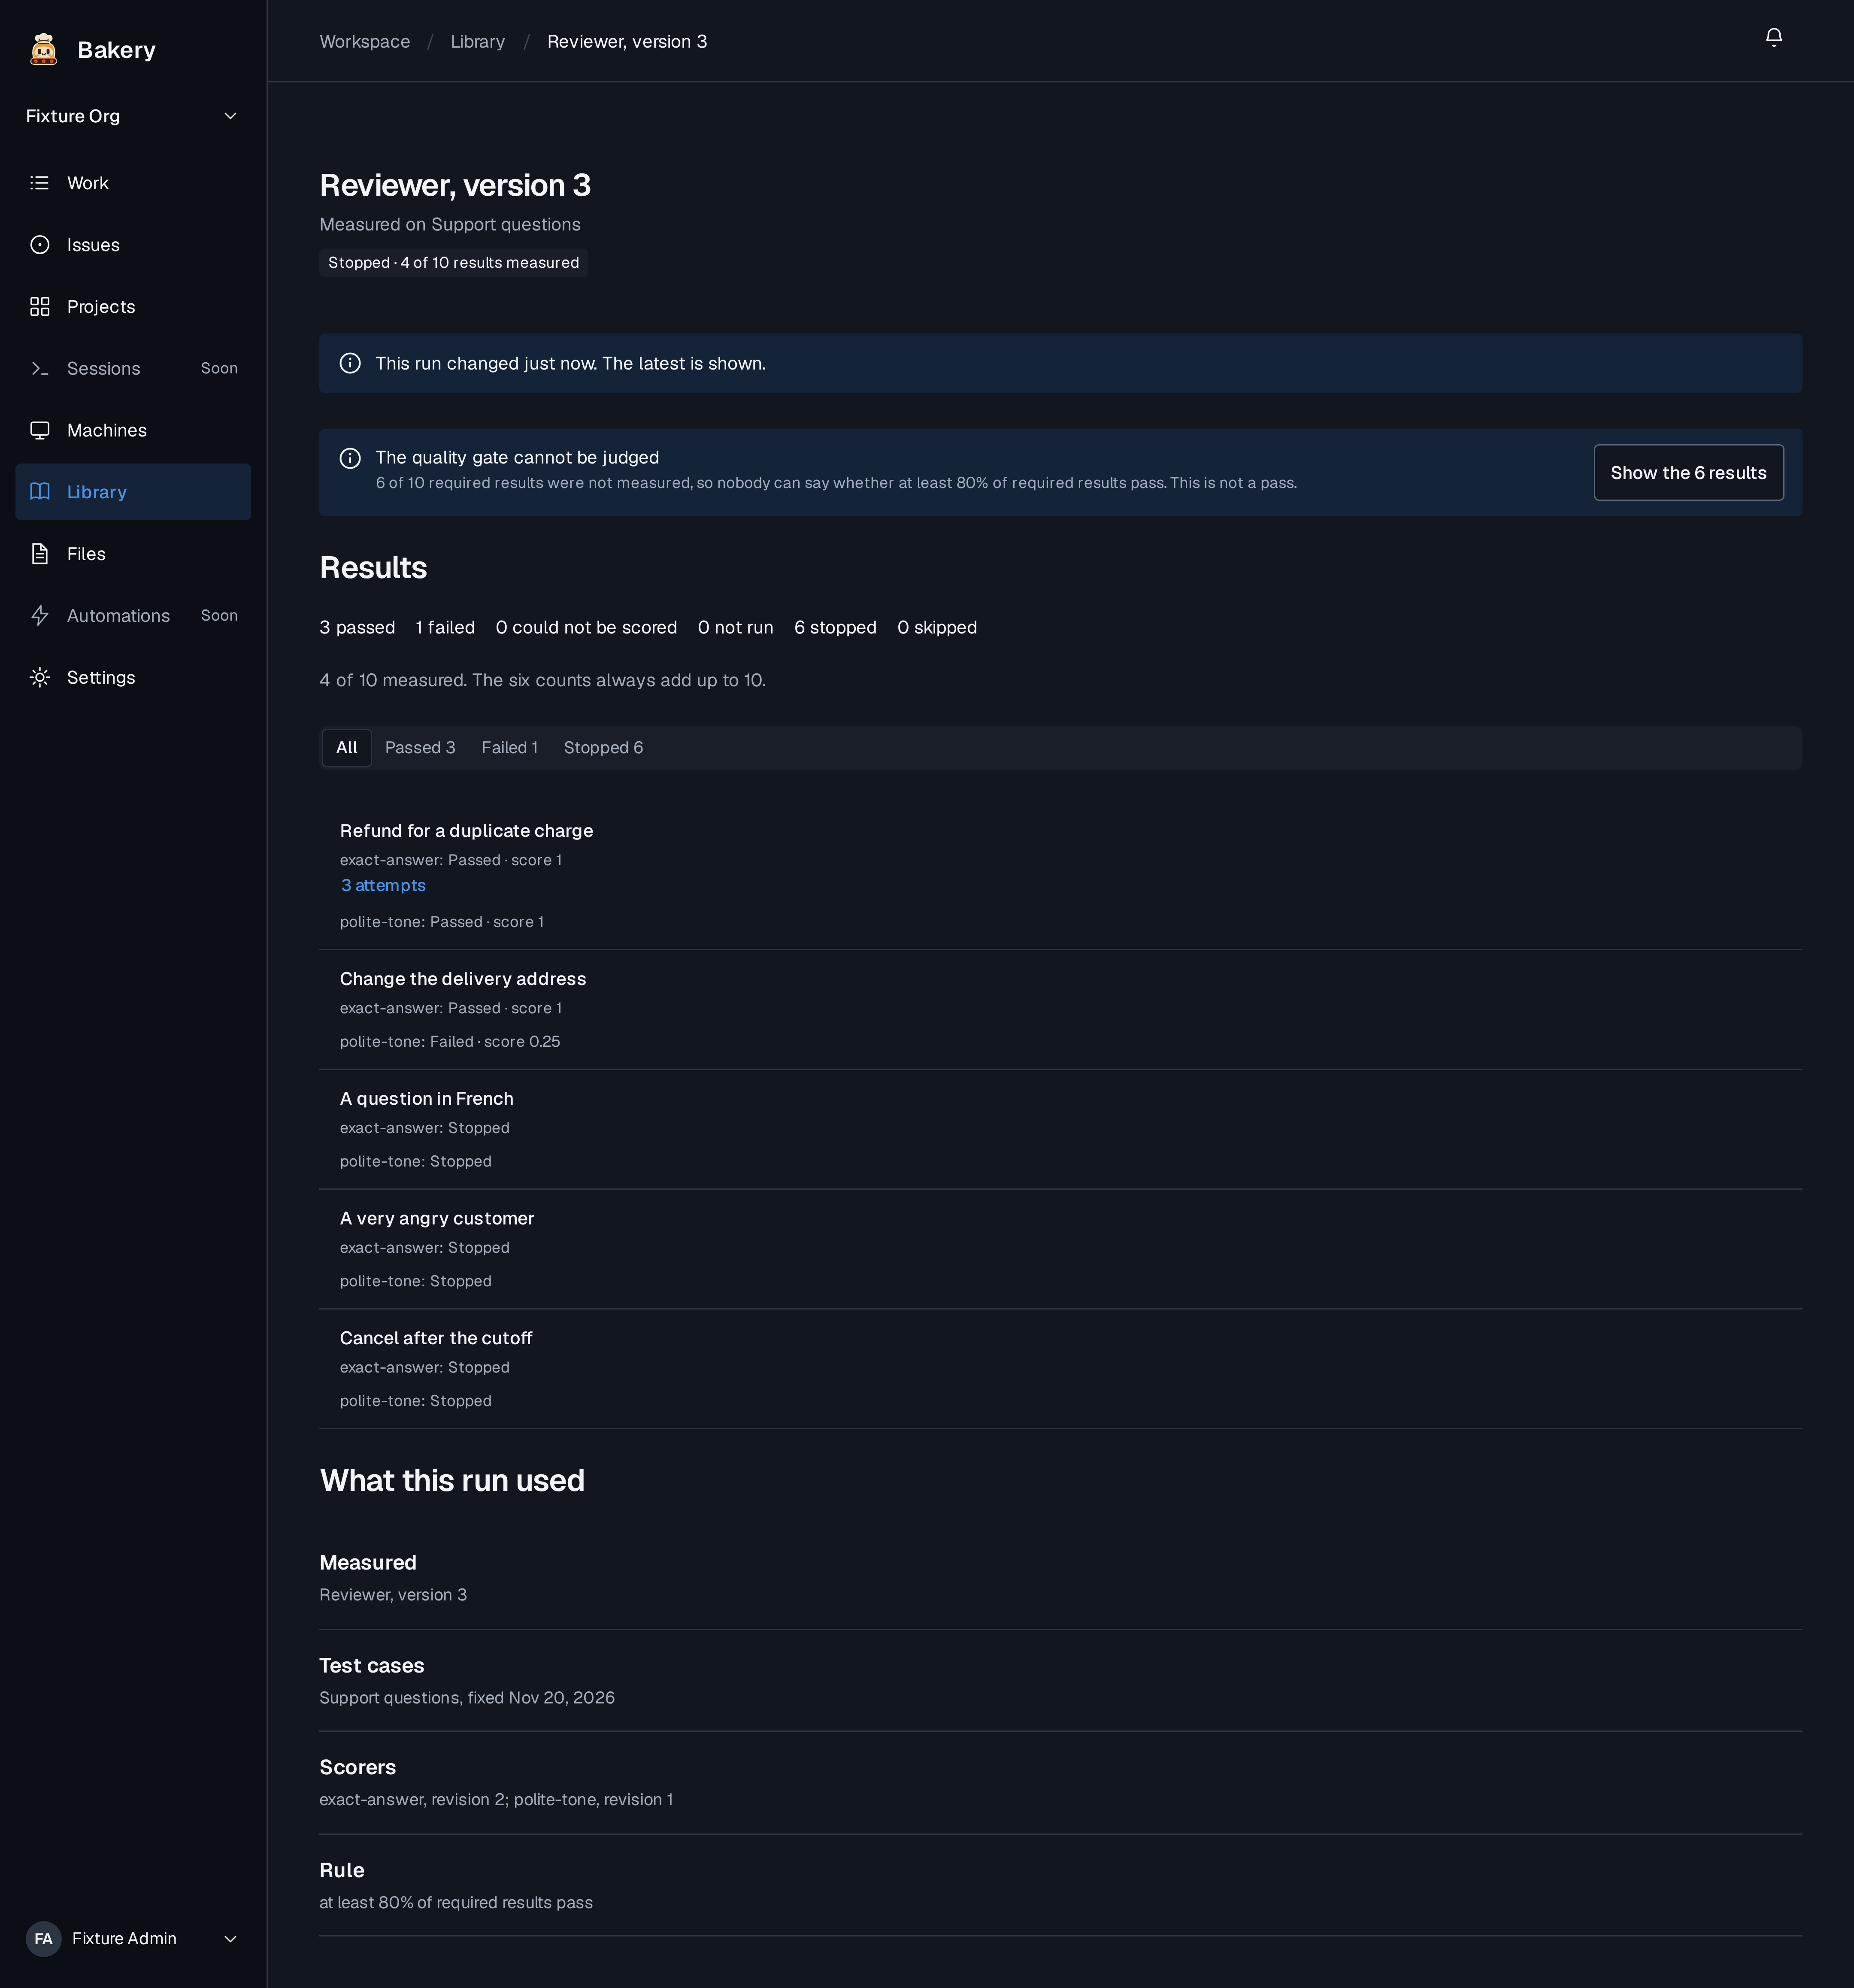 Bakery
Fixture Org
Work
Issues
Projects
Sessions Soon
Machines
Library
Files
Automations Soon
Settings
FA Fixture Admin
Workspace / Library / Reviewer, version 3
Reviewer, version 3
Measured on Support questions
Stopped · 4 of 10 results measured
This run changed just now. The latest is shown.
The quality gate cannot be judged
6 of 10 required results were not measured, so nobody can say whether at least 80% of required results pass. This is not a pass.
Show the 6 results
Results
3 passed 1 failed 0 could not be scored 0 not run 6 stopped 0 skipped
4 of 10 measured. The six counts always add up to 10.
All Passed 3 Failed 1 Stopped 6
Refund for a duplicate charge
exact-answer: Passed · score 1
3 attempts
polite-tone: Passed · score 1
Change the delivery address
exact-answer: Passed · score 1
polite-tone: Failed · score 0.25
A question in French
exact-answer: Stopped
polite-tone: Stopped
A very angry customer
exact-answer: Stopped
polite-tone: Stopped
Cancel after the cutoff
exact-answer: Stopped
polite-tone: Stopped
What this run used
Measured
Reviewer, version 3
Test cases
Support questions, fixed Nov 20, 2026
Scorers
exact-answer, revision 2; polite-tone, revision 1
Rule
at least 80% of required results pass